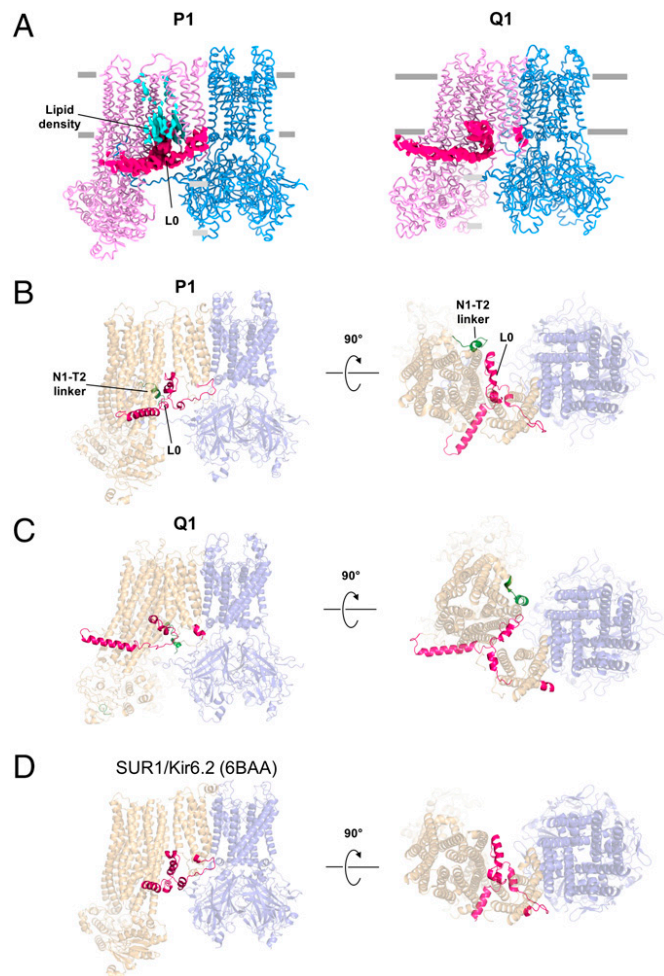 A
P1
Q1
Lipid
density
L0
B
P1
N1-T2
linker
L0
90°
N1-T2
linker
L0
C
Q1
90°
D
SUR1/Kir6.2 (6BAA)
90°